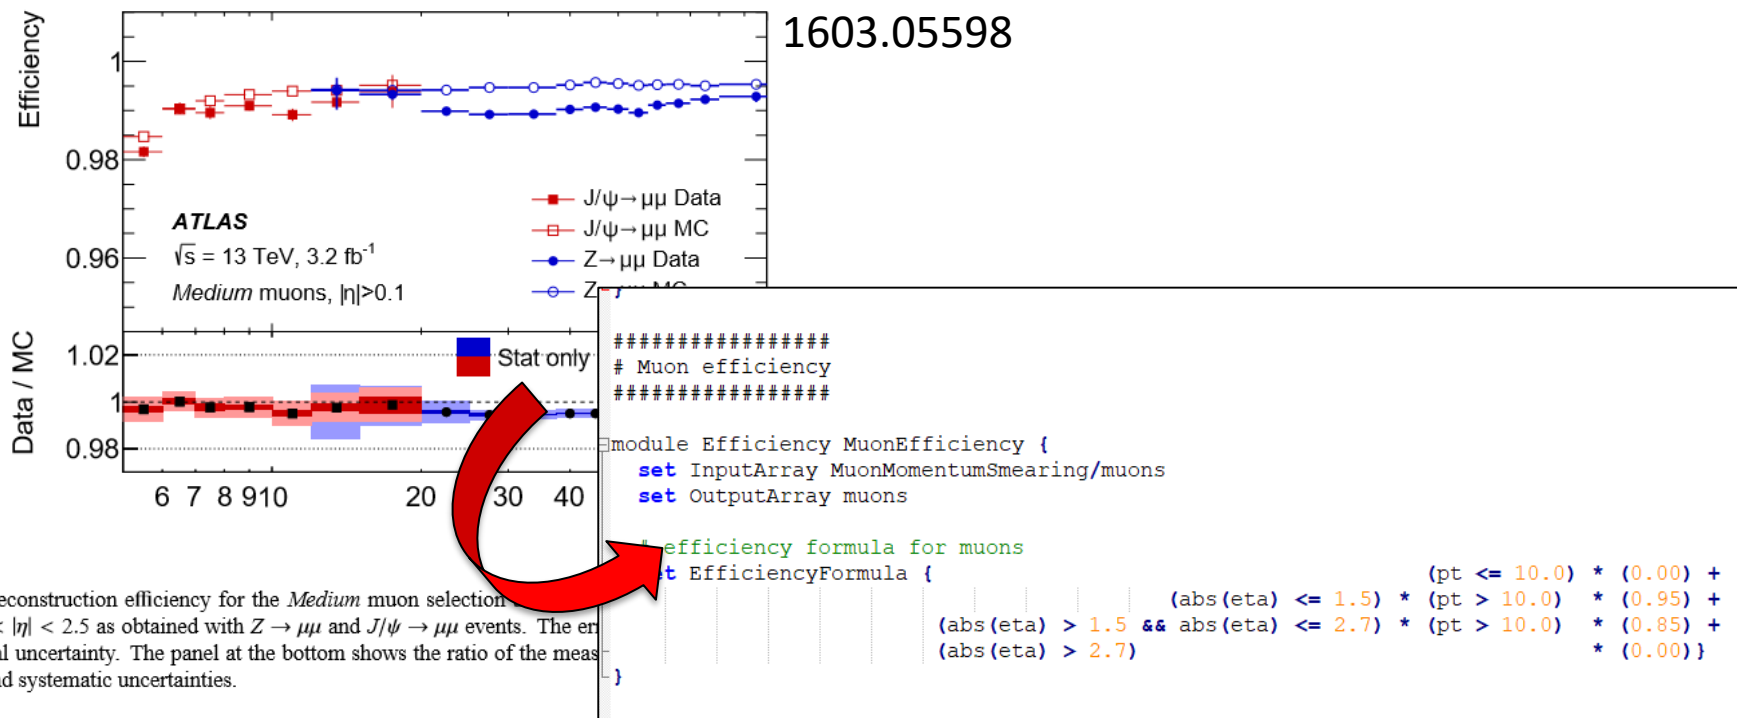 1603.05598
Efficiency
1
0.98
0.96
J/ψ→μμ Data
J/ψ→μμ MC
Z→μμ Data
ATLAS
√s = 13 TeV, 3.2 fb-1
Medium muons, |η|>0.1
Data / MC
1.02
1
0.98
Stat only
6 7 8 9 10 20 30 40
econstruction efficiency for the Medium muon selection
< |η| < 2.5 as obtained with Z → μμ and J/ψ → μμ events. The
l uncertainty. The panel at the bottom shows the ratio of the meas
d systematic uncertainties.
}
#################
# Muon efficiency
#################
module Efficiency MuonEfficiency {
set InputArray MuonMomentumSmearing/muons
set OutputArray muons
efficiency formula for muons
EfficiencyFormula { (pt <= 10.0) * (0.00) +
(abs(eta) <= 1.5) * (pt > 10.0) * (0.95) +
(abs(eta) > 1.5 && abs(eta) <= 2.7) * (pt > 10.0) * (0.85) +
(abs(eta) > 2.7) * (0.00)}
}